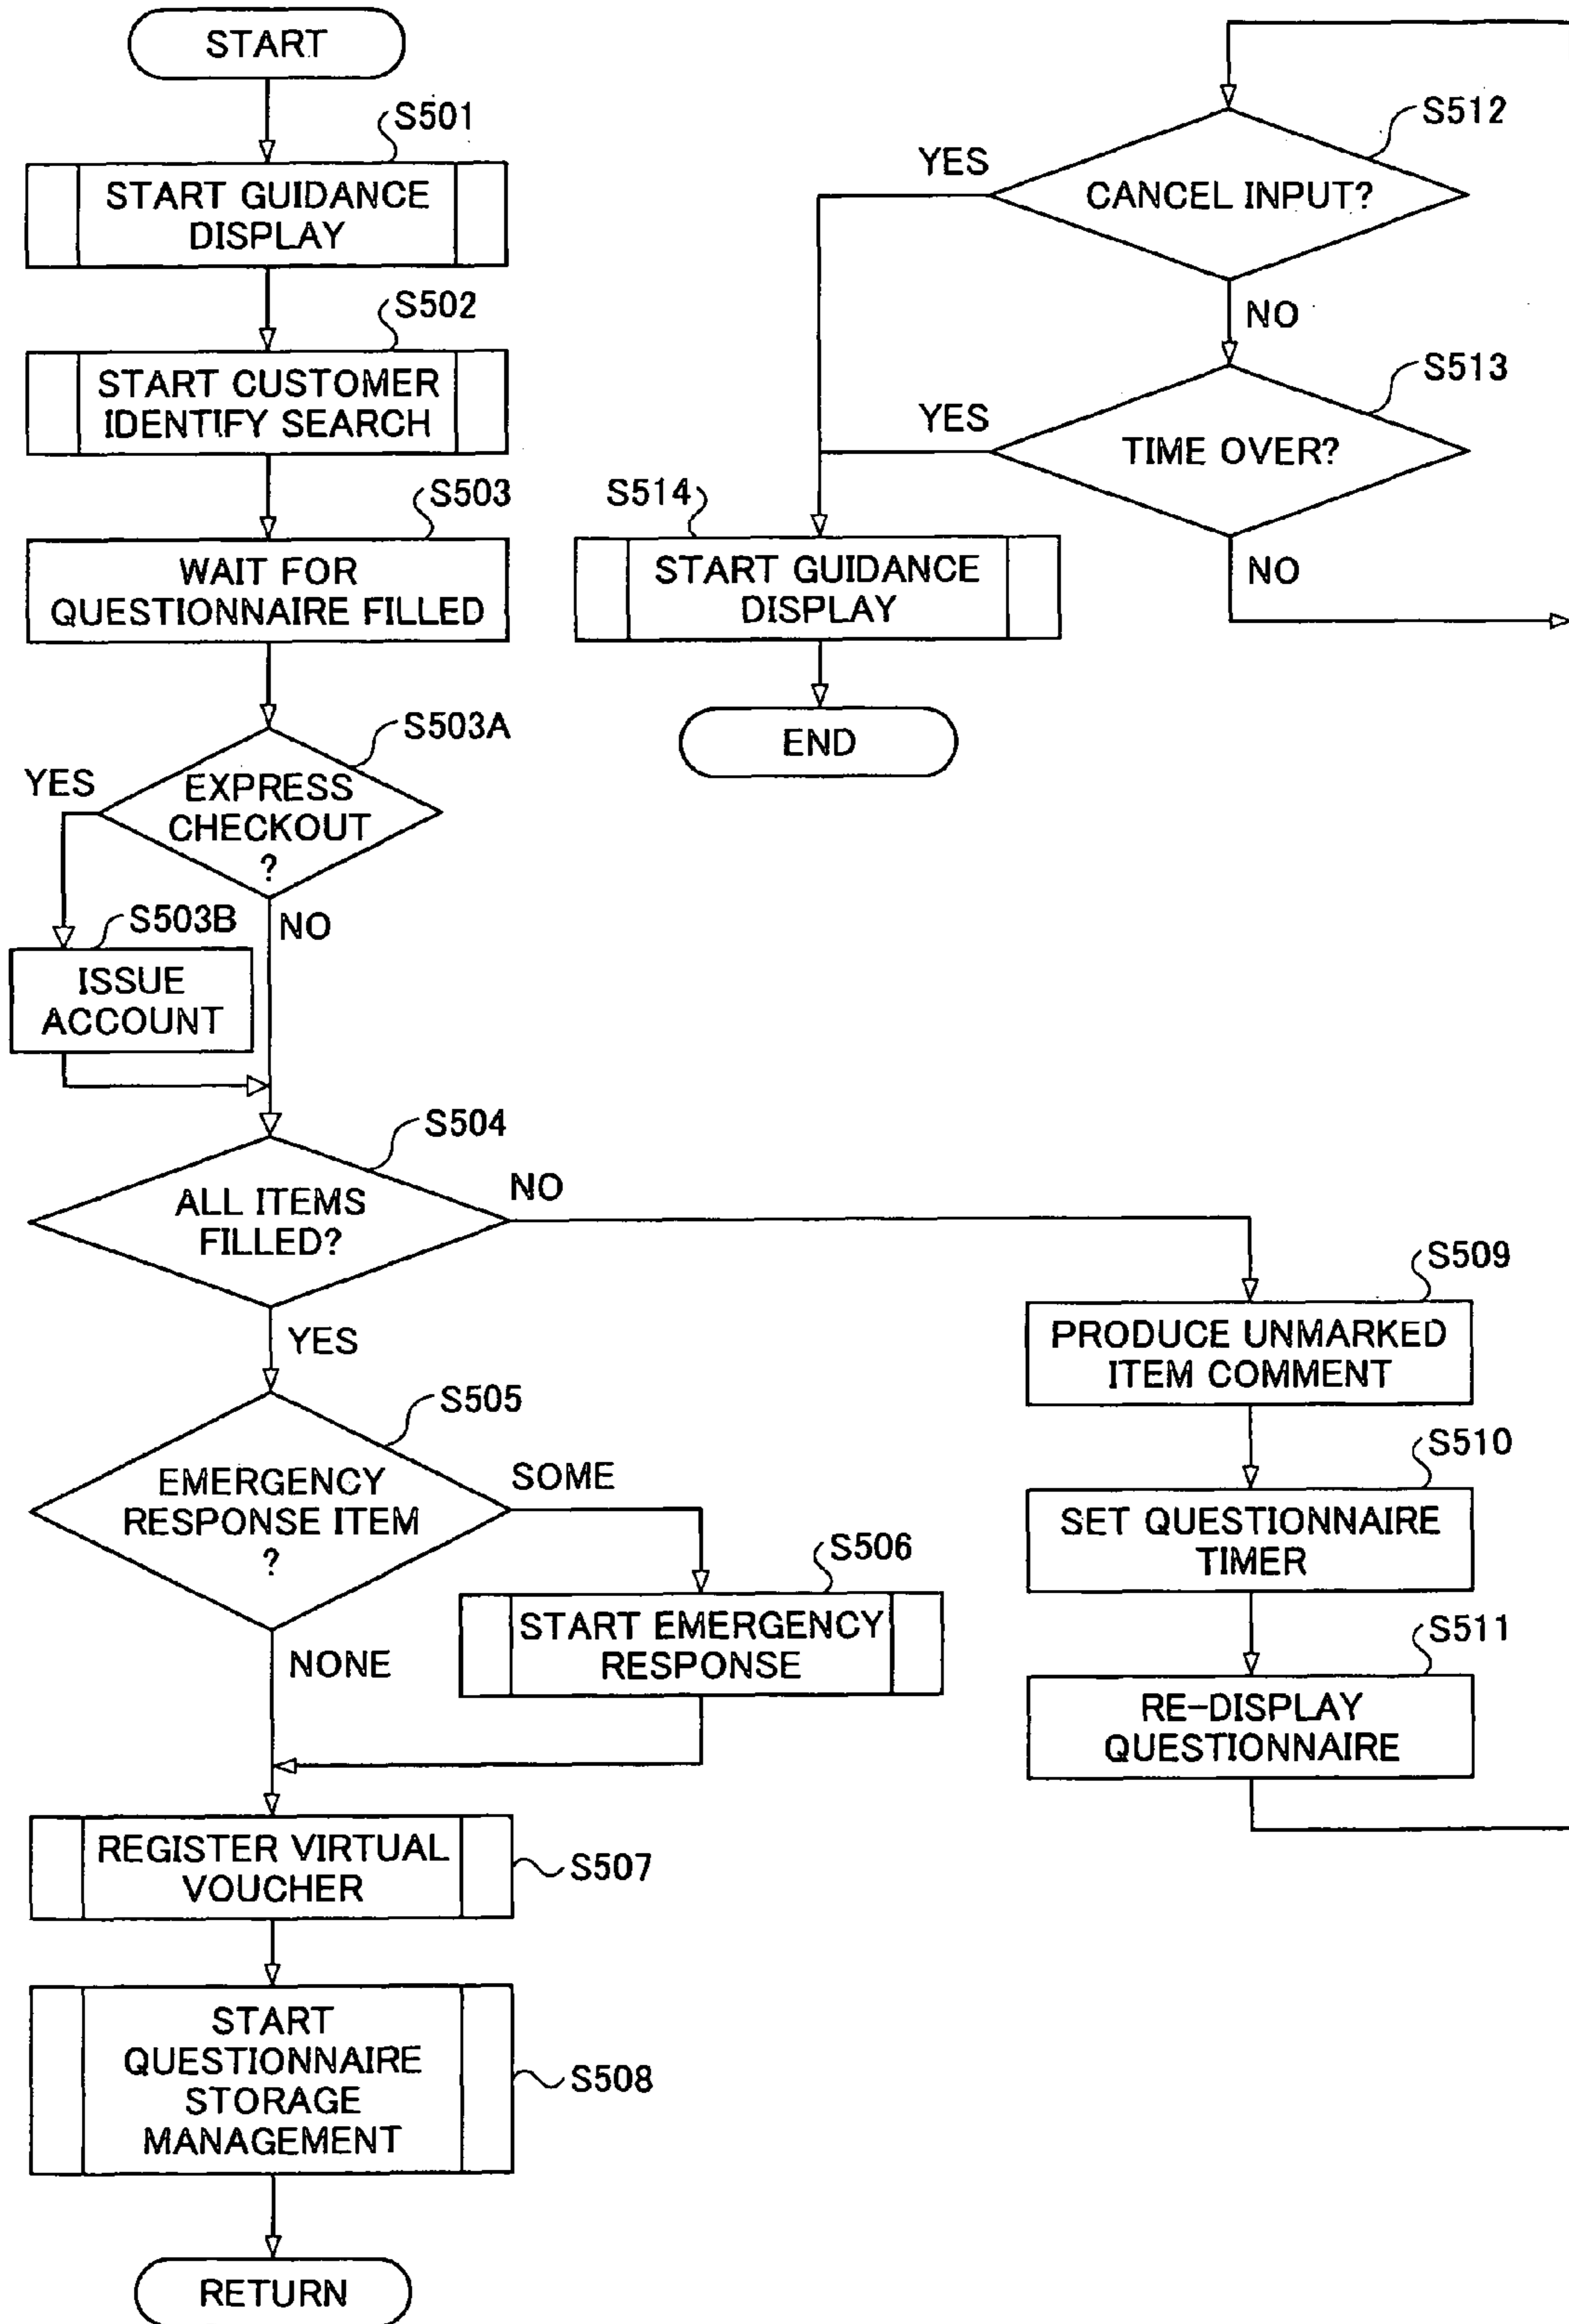 START
S501
START GUIDANCE
DISPLAY
S502
START CUSTOMER
IDENTIFY SEARCH
S503
WAIT FOR
QUESTIONNAIRE FILLED
S503A
YES
EXPRESS
CHECKOUT
?
S503B
NO
ISSUE
ACCOUNT
S504
ALL ITEMS
FILLED?
NO
YES
S505
EMERGENCY
RESPONSE ITEM
?
SOME
S506
START EMERGENCY
RESPONSE
NONE
REGISTER VIRTUAL
VOUCHER
S507
START
QUESTIONNAIRE
STORAGE
MANAGEMENT
S508
RETURN
S509
PRODUCE UNMARKED
ITEM COMMENT
S510
SET QUESTIONNAIRE
TIMER
S511
RE-DISPLAY
QUESTIONNAIRE
S512
YES
CANCEL INPUT?
NO
S513
YES
TIME OVER?
NO
S514
START GUIDANCE
DISPLAY
END